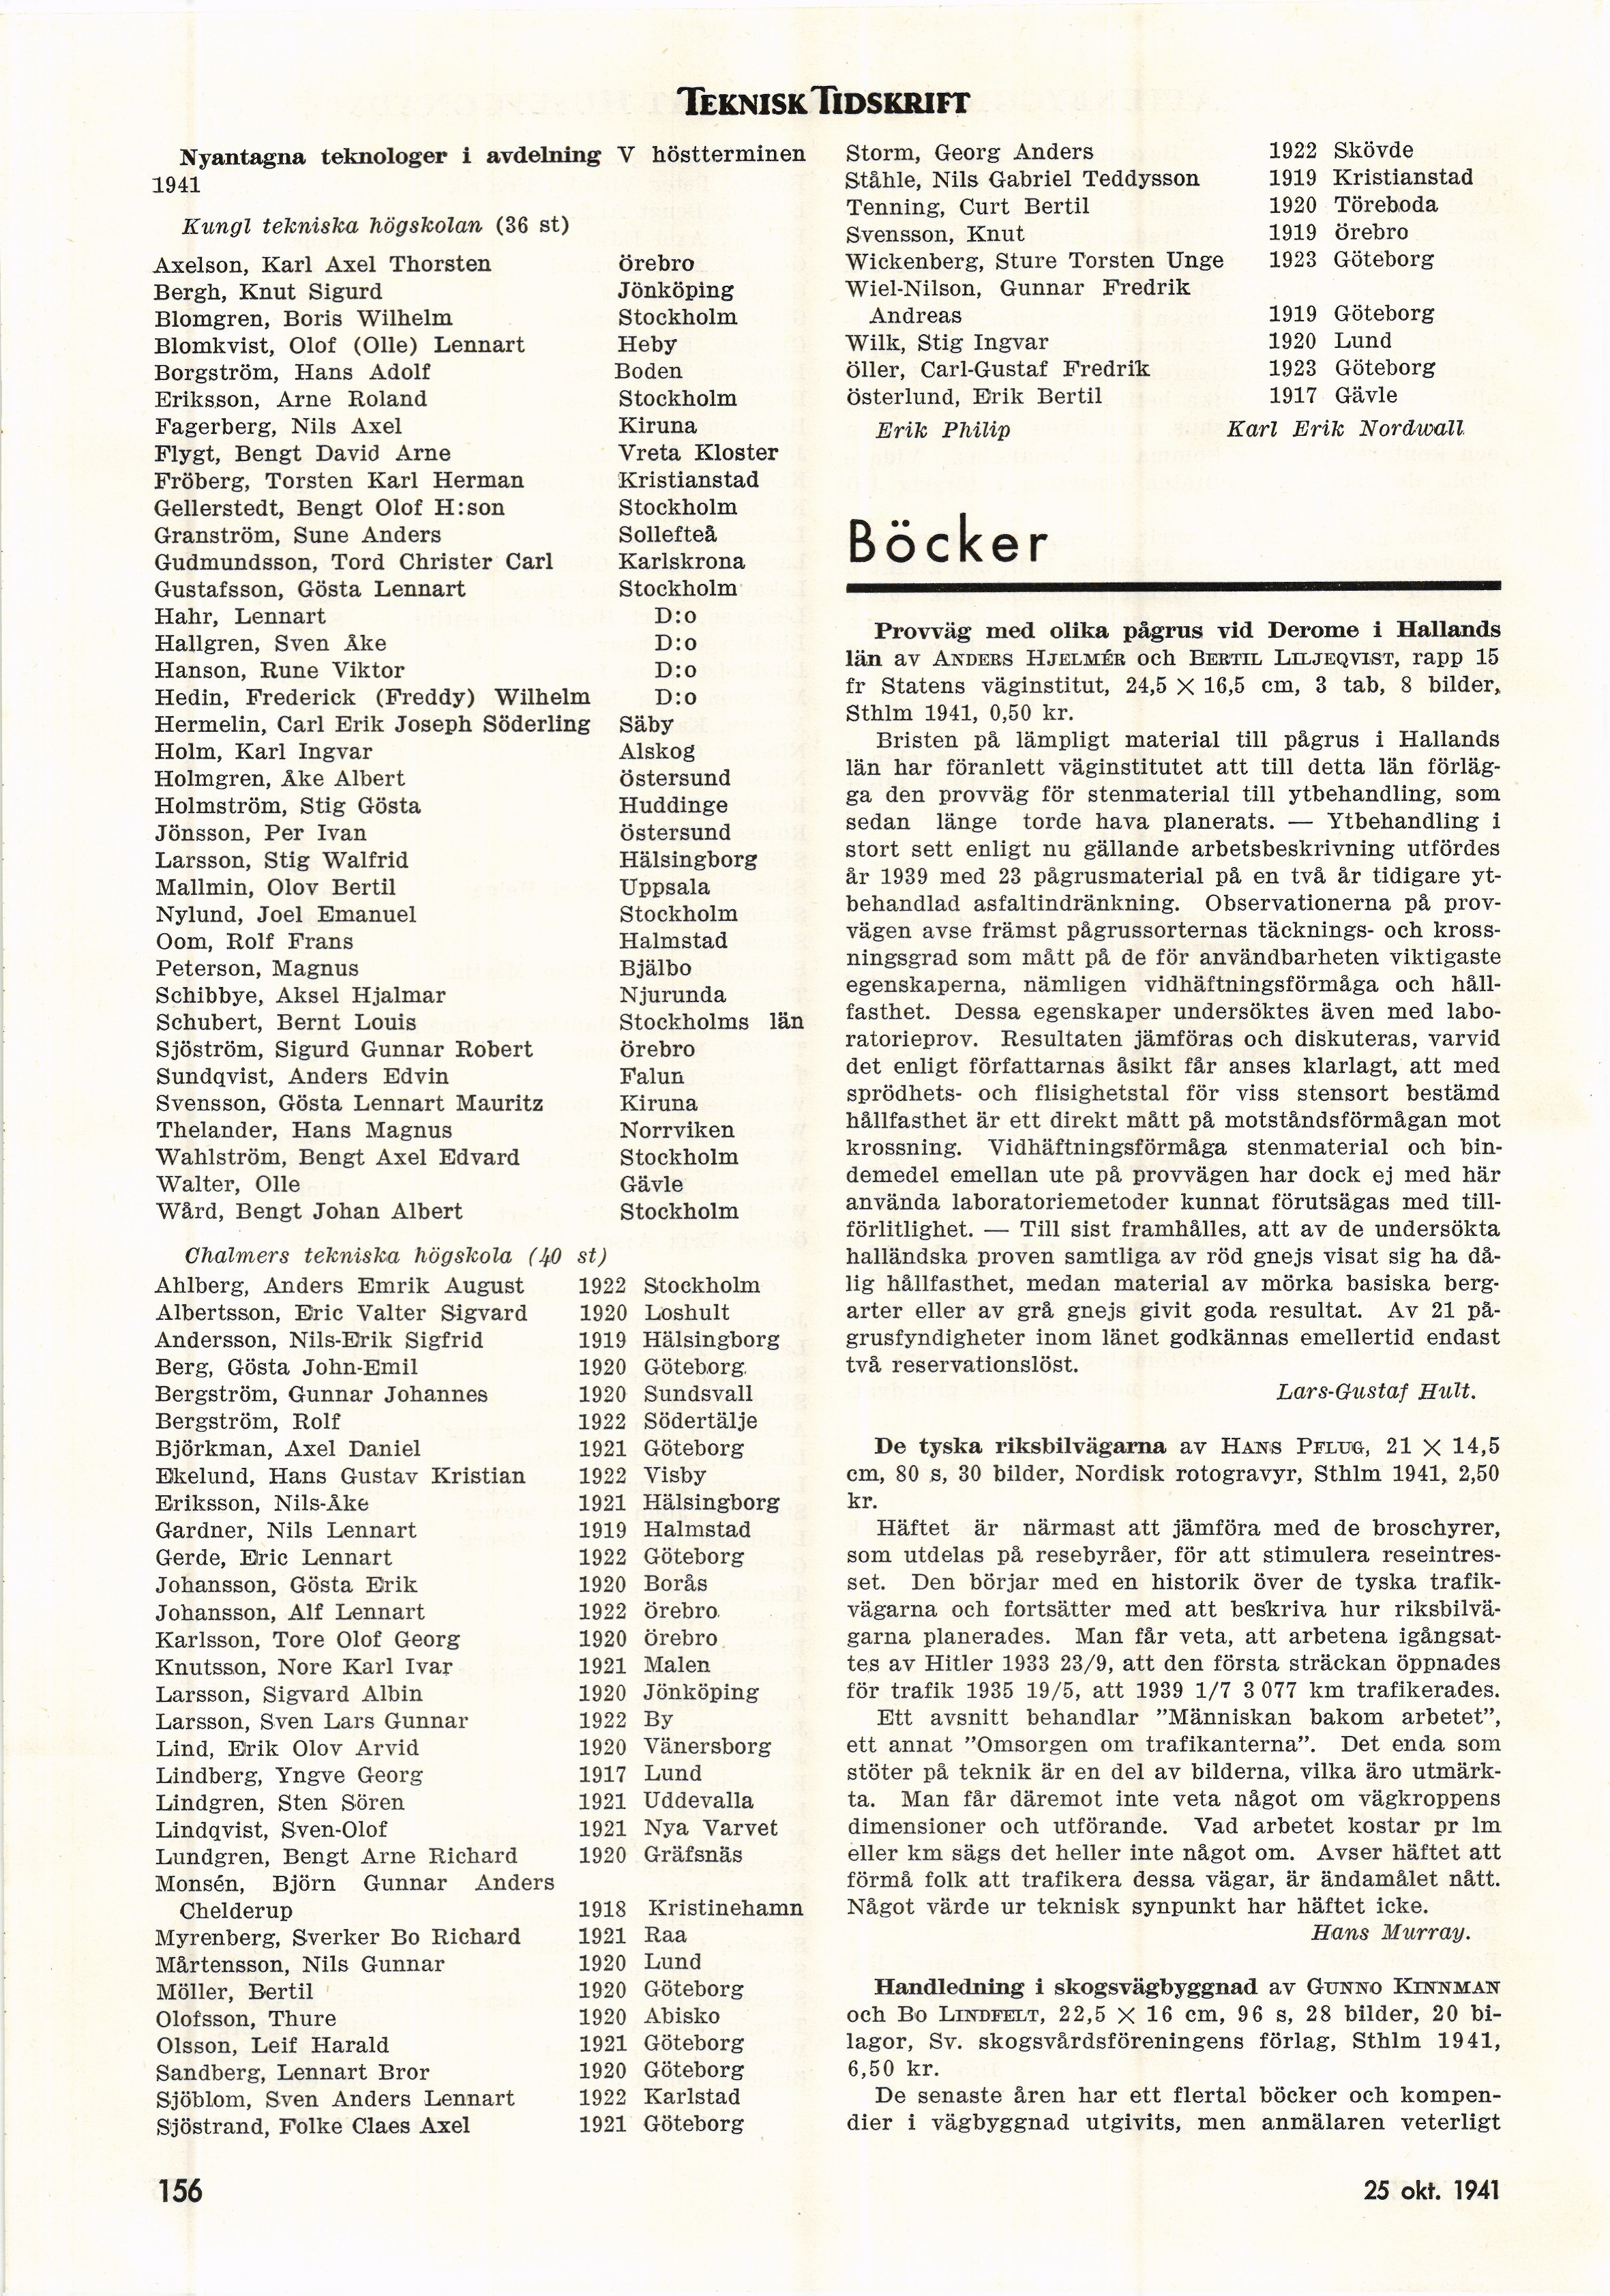 TEKNISK TIDSKRIFT
Nyantagna teknologer i avdelning V höstterminen
1941
Kungl tekniska högskolan (36 st)
Axelson, Karl Axel Thorsten örebro
Bergh, Knut Sigurd Jönköping
Blomgren, Boris Wilhelm Stockholm
Blomkvist, Olof (Olle) Lennart Heby
Borgström, Hans Adolf Boden
Eriksson, Arne Roland Stockholm
Fagerberg, Nils Axel Kiruna
Flygt, Bengt David Arne Vreta Kloster
Fröberg, Torsten Karl Herman Kristianstad
Gellerstedt, Bengt Olof H:son Stockholm
Granström, Sune Anders Sollefteå
Gudmundsson, Tord Christer Carl Karlskrona
Gustafsson, Gösta Lennart Stockholm
Hahr, Lennart D:o
Hallgren, Sven Åke D:o
Hanson, Rune Viktor D:o
Hedin, Frederick (Freddy) Wilhelm D:o
Hermelin, Carl Erik Joseph Söderling Säby
Holm, Karl Ingvar Alskog
Holmgren, Åke Albert östersund
Holmström, Stig Gösta Huddinge
Jönsson, Per Ivan östersund
Larsson, Stig Walfrid Hälsingborg
Mallmin, Olov Bertil Uppsala
Nylund, Joel Emanuel Stockholm
Oom, Rolf Frans Halmstad
Peterson, Magnus Bjälbo
Schibbye, Aksel Hjalmar Njurunda
Schubert, Bernt Louis Stockholms län
Sjöström, Sigurd Gunnar Robert örebro
Sundqvist, Anders Edvin Falun
Svensson, Gösta Lennart Mauritz Kiruna
Thelander, Hans Magnus Norrviken
Wahlström, Bengt Axel Edvard Stockholm
Walter, Olle Gävle
Wård, Bengt Johan Albert Stockholm
Chalmers tekniska högskola (40 st)
Ahlberg, Anders Emrik August 1922 Stockholm
Albertsson, Eric Valter Sigvard 1920 Loshult
Andersson, Nils-Erik Sigfrid 1919 Hälsingborg
Berg, Gösta John-Emil 1920 Göteborg
Bergström, Gunnar Johannes 1920 Sundsvall
Bergström, Rolf 1922 Södertälje
Björkman, Axel Daniel 1921 Göteborg
Ekelund, Hans Gustav Kristian 1922 Visby
Eriksson, Nils-Åke 1921 Hälsingborg
Gardner, Nils Lennart 1919 Halmstad
Gerde, Eric Lennart 1922 Göteborg
Johansson, Gösta Erik 1920 Borås
Johansson, Alf Lennart 1922 örebro
Karlsson, Tore Olof Georg 1920 örebro
Knutsson, Nore Karl Ivar 1921 Malen
Larsson, Sigvard Albin 1920 Jönköping
Larsson, Sven Lars Gunnar 1922 By
Lind, Erik Olov Arvid 1920 Vänersborg
Lindberg, Yngve Georg 1917 Lund
Lindgren, Sten Sören 1921 Uddevalla
Lindqvist, Sven-Olof 1921 Nya Varvet
Lundgren, Bengt Arne Richard 1920 Gräfsnäs
Monsén, Björn Gunnar Anders
Chelderup 1918 Kristinehamn
Myrenberg, Sverker Bo Richard 1921 Raa
Mårtensson, Nils Gunnar 1920 Lund
Möller, Bertil 1920 Göteborg
Olofsson, Thure 1920 Abisko
Olsson, Leif Harald 1921 Göteborg
Sandberg, Lennart Bror 1920 Göteborg
Sjöblom, Sven Anders Lennart 1922 Karlstad
Sjöstrand, Folke Claes Axel 1921 Göteborg
Storm, Georg Anders 1922 Skövde
Ståhle, Nils Gabriel Teddysson 1919 Kristianstad
Tenning, Curt Bertil 1920 Töreboda
Svensson, Knut 1919 örebro
Wickenberg, Sture Torsten Unge 1923 Göteborg
Wiel-Nilson, Gunnar Fredrik
Andreas 1919 Göteborg
Wilk, Stig Ingvar 1920 Lund
öller, Carl-Gustaf Fredrik 1923 Göteborg
österlund, Erik Bertil 1917 Gävle
Erik Philip Karl Erik Nordwall
Böcker
Provväg med olika pågrus vid Derome i Hallands
län av ANDERS HJELMÉR och BERTIL LILJEQVIST, rapp 15
fr Statens väginstitut, 24,5 × 16,5 cm, 3 tab, 8 bilder,
Sthlm 1941, 0,50 kr.
Bristen på lämpligt material till pågrus i Hallands
län har föranlett väginstitutet att till detta län förläg-
ga den provväg för stenmaterial till ytbehandling, som
sedan länge torde hava planerats. — Ytbehandling i
stort sett enligt nu gällande arbetsbeskrivning utfördes
år 1939 med 23 pågrusmaterial på en två år tidigare yt-
behandlad asfaltindränkning. Observationerna på prov-
vägen avse främst pågrussorternas täcknings- och kross-
ningsgrad som mått på de för användbarheten viktigaste
egenskaperna, nämligen vidhäftningsförmåga och håll-
fasthet. Dessa egenskaper undersöktes även med labo-
ratorieprov. Resultaten jämföras och diskuteras, varvid
det enligt författarnas åsikt får anses klarlagt, att med
sprödhets- och flisighetstal för viss stensort bestämd
hållfasthet är ett direkt mått på motståndsförmågan mot
krossning. Vidhäftningsförmåga stenmaterial och bin-
demedel emellan ute på provvägen har dock ej med här
använda laboratoriemetoder kunnat förutsägas med till-
förlitlighet. — Till sist framhålles, att av de undersökta
halländska proven samtliga av röd gnejs visat sig ha då-
lig hållfasthet, medan material av mörka basiska berg-
arter eller av grå gnejs givit goda resultat. Av 21 på-
grusfyndigheter inom länet godkännas emellertid endast
två reservationslöst.
Lars-Gustaf Hult.
De tyska riksbilvägarna av HANS PFLUG, 21 × 14,5
cm, 80 s, 30 bilder, Nordisk rotogravyr, Sthlm 1941, 2,50
kr.
Häftet är närmast att jämföra med de broschyrer,
som utdelas på resebyråer, för att stimulera reseintres-
set. Den börjar med en historik över de tyska trafik-
vägarna och fortsätter med att beskriva hur riksbilvä-
garna planerades. Man får veta, att arbetena igångsat-
tes av Hitler 1933 23/9, att den första sträckan öppnades
för trafik 1935 19/5, att 1939 1/7 3 077 km trafikerades.
Ett avsnitt behandlar ”Människan bakom arbetet”,
ett annat ”Omsorgen om trafikanterna”. Det enda som
stöter på teknik är en del av bilderna, vilka äro utmärk-
ta. Man får däremot inte veta något om vägkroppens
dimensioner och utförande. Vad arbetet kostar pr lm
eller km sägs det heller inte något om. Avser häftet att
förmå folk att trafikera dessa vägar, är ändamålet nått.
Något värde ur teknisk synpunkt har häftet icke.
Hans Murray.
Handledning i skogsvägbyggnad av GUNNO KINNMAN
och BO LINDFELT, 22,5 × 16 cm, 96 s, 28 bilder, 20 bi-
lagor, Sv. skogsvårdsföreningens förlag, Sthlm 1941,
6,50 kr.
De senaste åren har ett flertal böcker och kompen-
dier i vägbyggnad utgivits, men anmälaren veterligt
156 25 okt. 1941